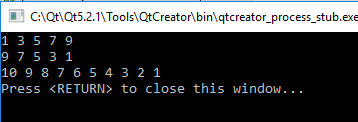 C:\Qt\Qt5.2.1\Tools\QtCreator\bin\qtcreator_process_stub.exe
1 3 5 7 9
9 7 5 3 1
10 9 8 7 6 5 4 3 2 1
Press <RETURN> to close this window...